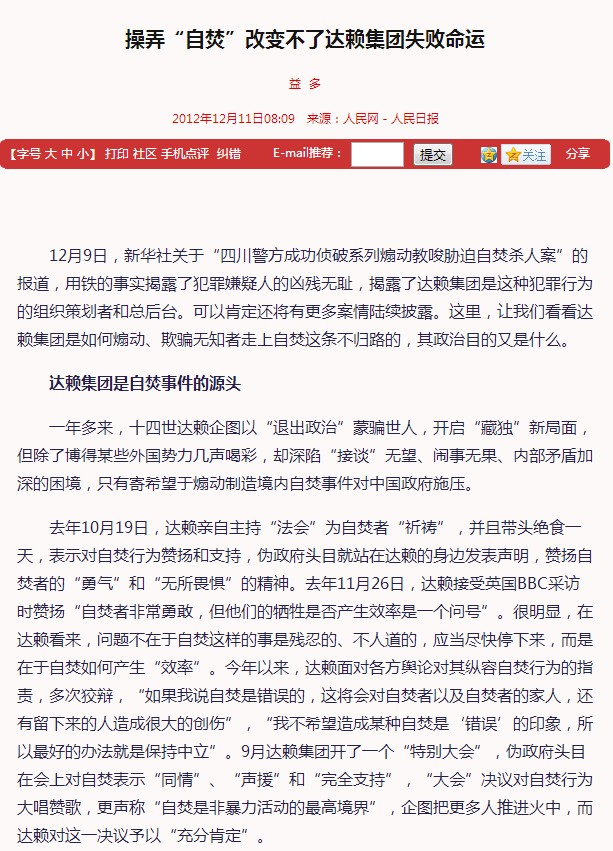 操弄“自焚”改变不了达赖集团失败命运
益 多
2012年12月11日08:09 来源：人民网－人民日报
【字号 大 中 小】 打印 社区 手机点评 纠错 E-mail推荐： 提交 关注 分享
12月9日，新华社关于“四川警方成功侦破系列煽动教唆胁迫自焚杀人案”的
报道，用铁的事实揭露了犯罪嫌疑人的凶残无耻，揭露了达赖集团是这种犯罪行为
的组织策划者和总后台。可以肯定还将有更多案情陆续披露。这里，让我们看看达
赖集团是如何煽动、欺骗无知者走上自焚这条不归路的，其政治目的又是什么。
达赖集团是自焚事件的源头
一年多来，十四世达赖企图以“退出政治”蒙骗世人，开启“藏独”新局面，
但除了博得某些外国势力几声喝彩，却深陷“接谈”无望、闹事无果、内部矛盾加
深的困境，只有寄希望于煽动制造境内自焚事件对中国政府施压。
去年10月19日，达赖亲自主持“法会”为自焚者“祈祷”，并且带头绝食一
天，表示对自焚行为赞扬和支持，伪政府头目就站在达赖的身边发表声明，赞扬自
焚者的“勇气”和“无所畏惧”的精神。去年11月26日，达赖接受英国BBC采访
时赞扬“自焚者非常勇敢，但他们的牺牲是否产生效率是一个问号”。很明显，在
达赖看来，问题不在于自焚这样的事是残忍的、不人道的，应当尽快停下来，而是
在于自焚如何产生“效率”。今年以来，达赖面对各方舆论对其纵容自焚行为的指
责，多次狡辩，“如果我说自焚是错误的，这将会对自焚者以及自焚者的家人，还
有留下来的人造成很大的创伤”，“我不希望造成某种自焚是‘错误’的印象，所
以最好的办法就是保持中立”。9月达赖集团开了一个“特别大会”，伪政府头目
在会上对自焚表示“同情”、“声援”和“完全支持”，“大会”决议对自焚行为
大唱赞歌，更声称“自焚是非暴力活动的最高境界”，企图把更多人推进火中，而
达赖对这一决议予以“充分肯定”。